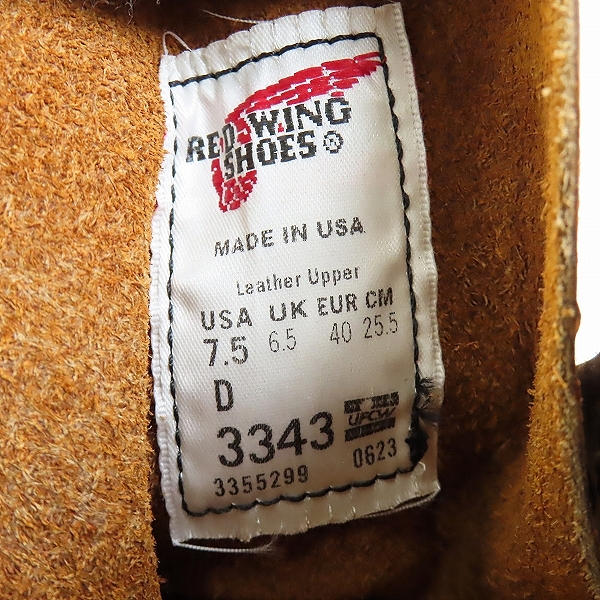 RED WING
SHOES ®
MADE IN USA
Leather Upper
USA UK EUR CM
7.5 6.5 40 25.5
D
3343 UFCW
3355299 0623